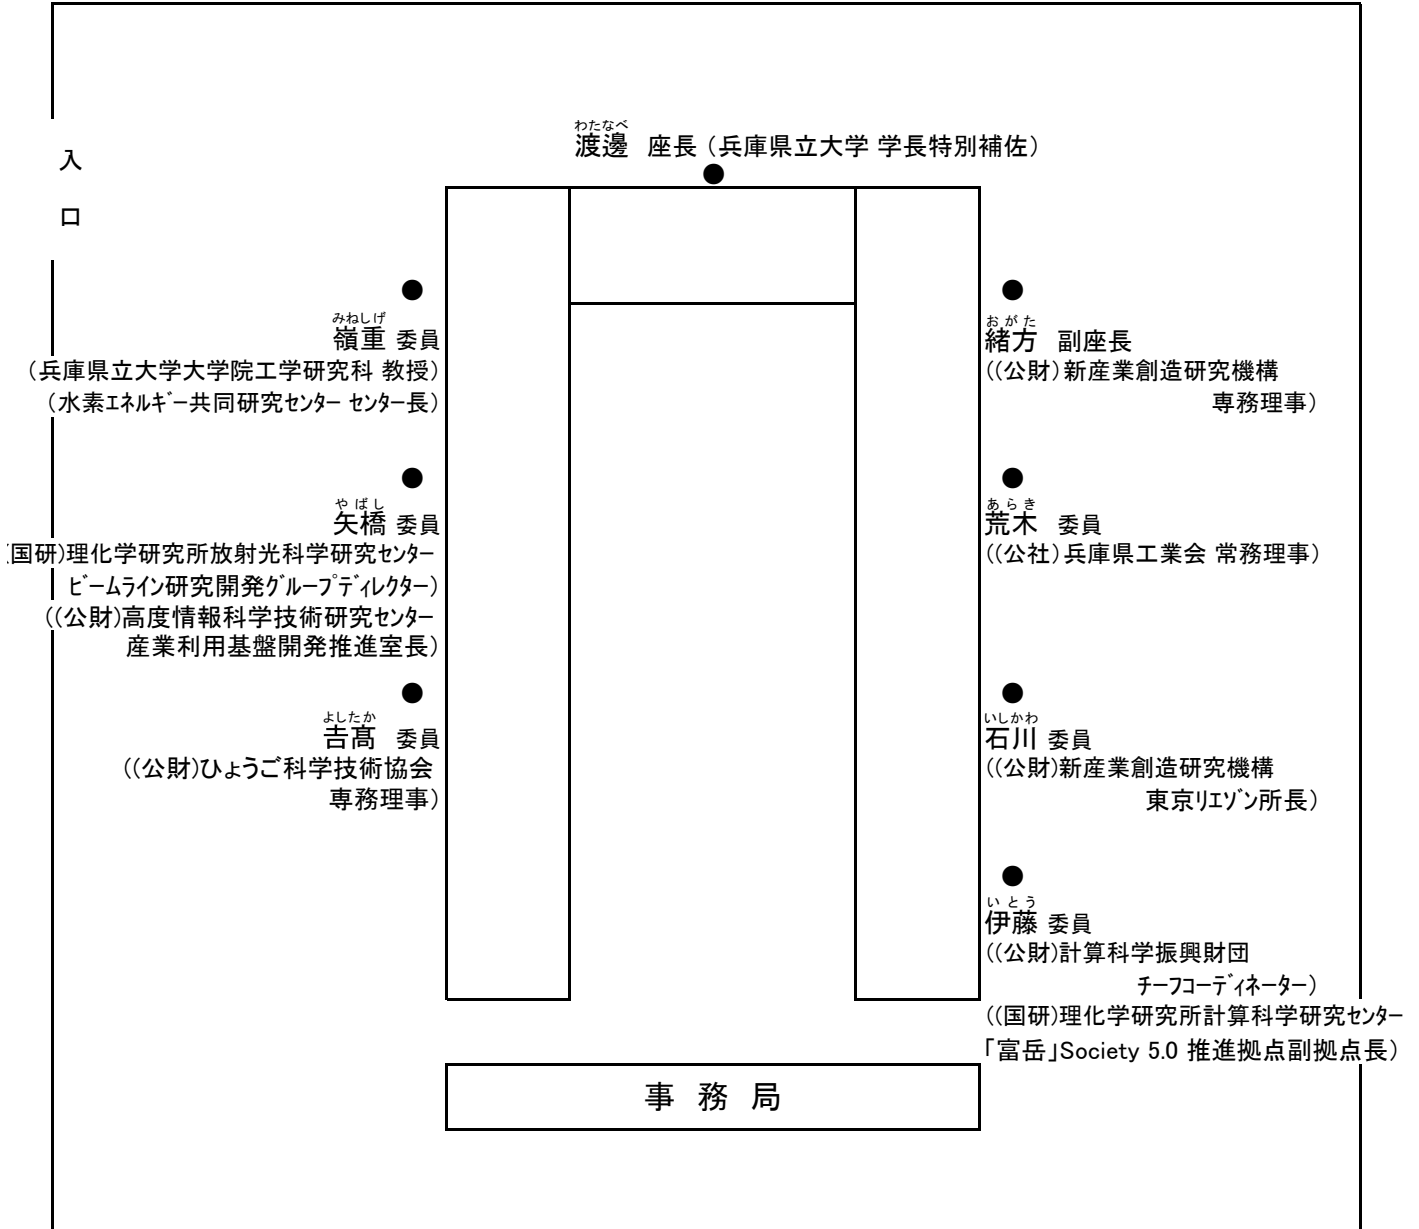 わたなべ
渡邊 座長（兵庫県立大学 学長特別補佐）
入
口
みねしげ
嶺重 委員
（兵庫県立大学大学院工学研究科 教授）
（水素ｴﾈﾙｷﾞｰ共同研究ｾﾝﾀｰ ｾﾝﾀｰ長）
やばし
矢橋 委員
(国研)理化学研究所放射光科学研究ｾﾝﾀｰ
ﾋﾞｰﾑﾗｲﾝ研究開発ｸﾞﾙｰﾌﾟﾃﾞｨﾚｸﾀｰ）
（(公財)高度情報科学技術研究ｾﾝﾀｰ
産業利用基盤開発推進室長）
よしたか
吉髙 委員
（(公財)ひょうご科学技術協会
専務理事）
おがた
緒方 副座長
（(公財)新産業創造研究機構
専務理事）
あらき
荒木 委員
（(公社)兵庫県工業会 常務理事）
いしかわ
石川 委員
（(公財)新産業創造研究機構
東京ﾘｴｿﾞﾝ所長）
いとう
伊藤 委員
（(公財)計算科学振興財団
ﾁｰﾌｺｰﾃﾞｨﾈｰﾀｰ）
（(国研)理化学研究所計算科学研究ｾﾝﾀｰ
「富岳」Society 5.0 推進拠点副拠点長）
事 務 局